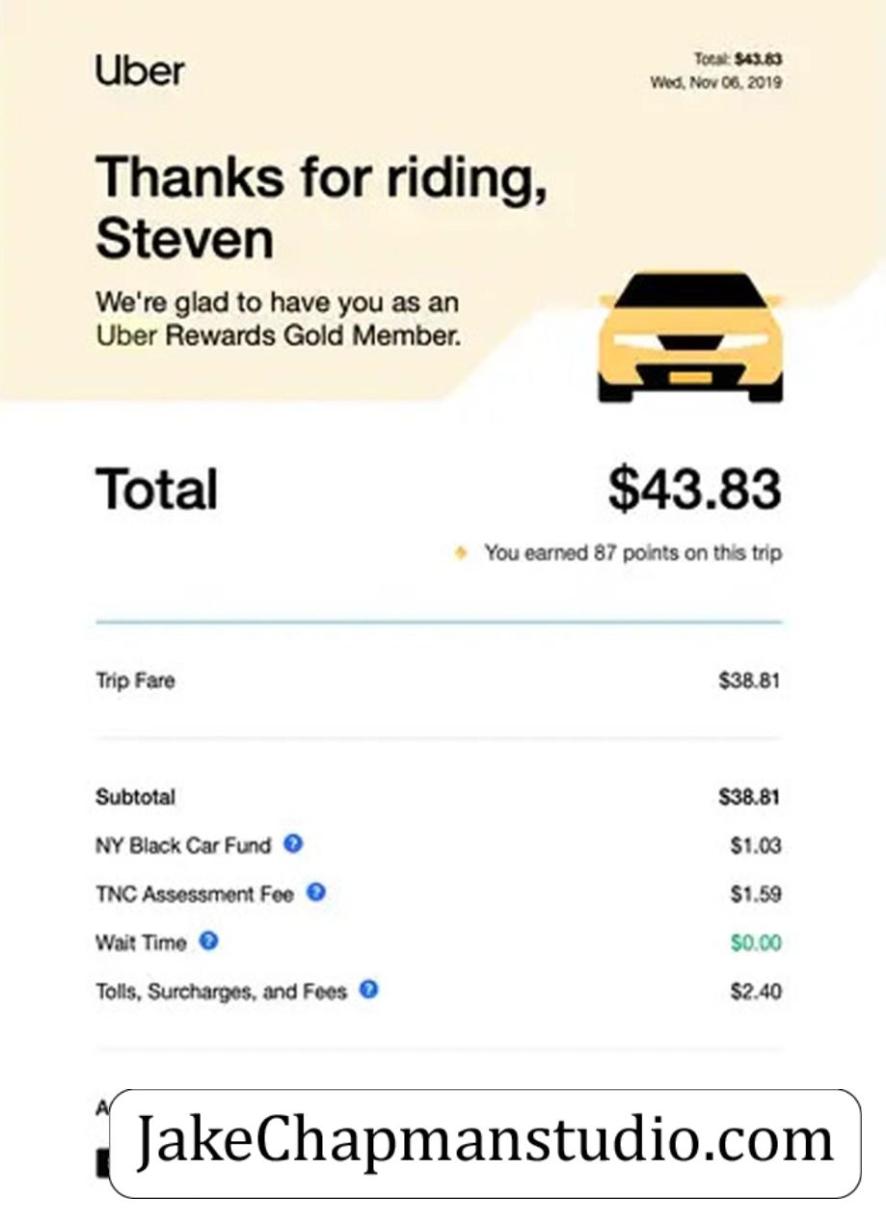 Uber
Total: $43.83
Wed, Nov 06, 2019
Thanks for riding,
Steven
We're glad to have you as an
Uber Rewards Gold Member.
Total $43.83
You earned 87 points on this trip
Trip Fare $38.81
Subtotal $38.81
NY Black Car Fund ? $1.03
TNC Assessment Fee ? $1.59
Wait Time ? $0.00
Tolls, Surcharges, and Fees ? $2.40
JakeChapmanstudio.com